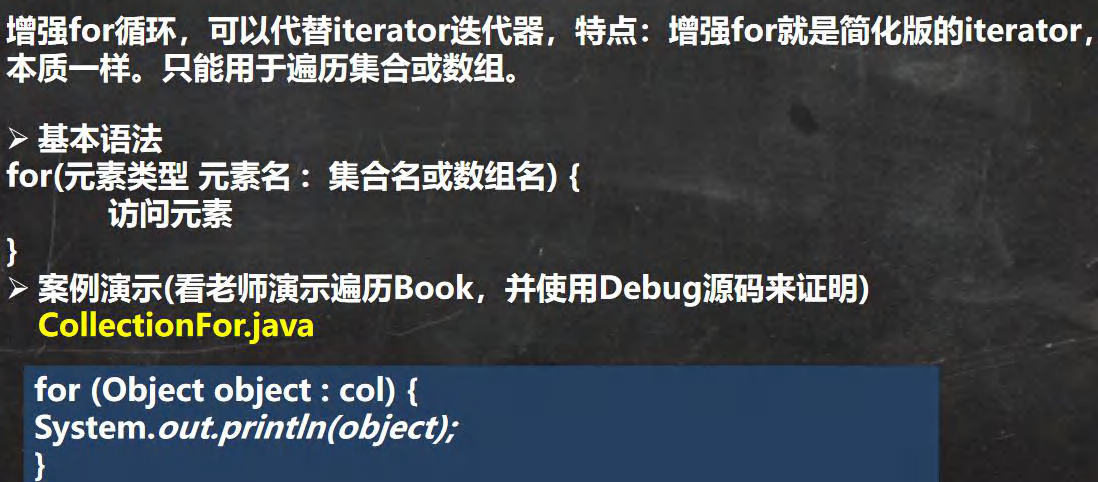 增强for循环，可以代替iterator迭代器，特点：增强for就是简化版的iterator，
本质一样。只能用于遍历集合或数组。
➢ 基本语法
for(元素类型 元素名 : 集合名或数组名) {
访问元素
}
➢ 案例演示(看老师演示遍历Book，并使用Debug源码来证明)
CollectionFor.java
for (Object object : col) {
System.out.println(object);
}